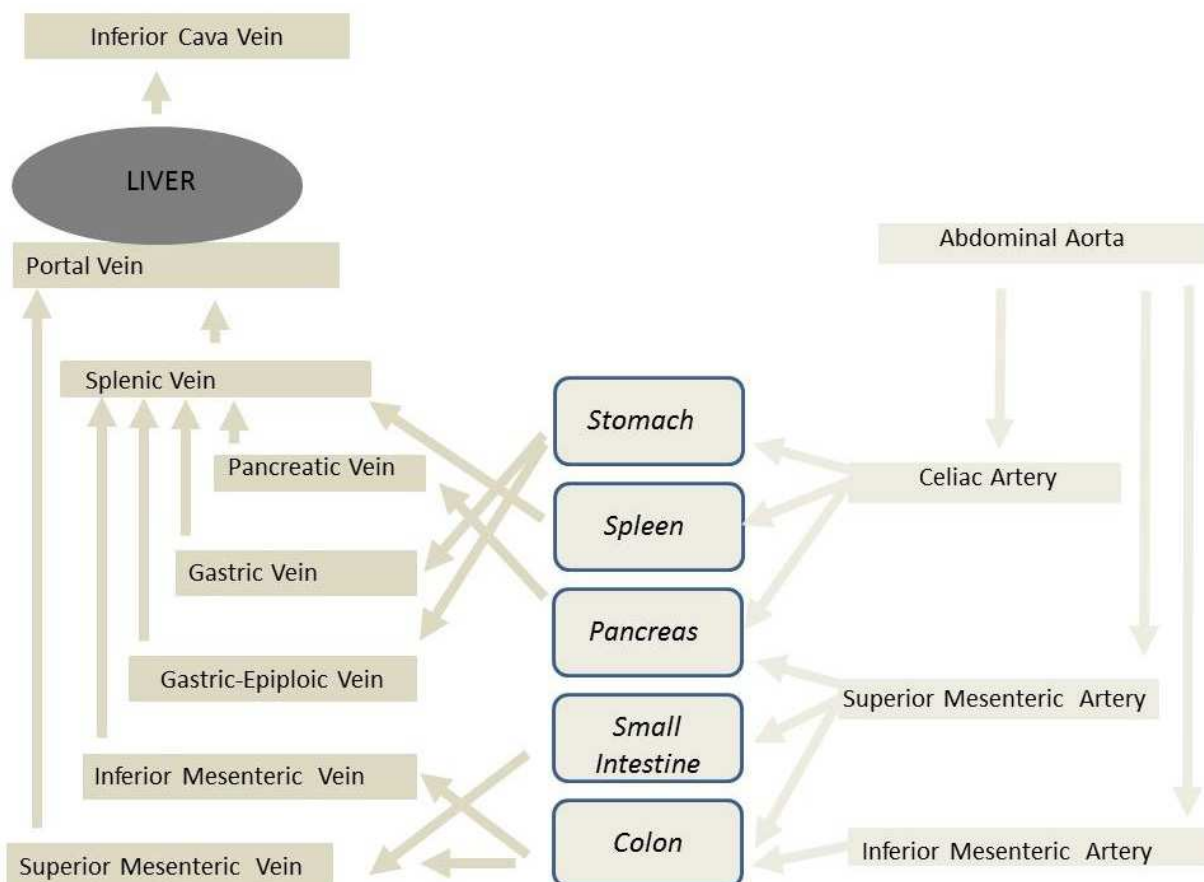 Inferior Cava Vein
LIVER
Portal Vein
Abdominal Aorta
Splenic Vein
Stomach
Pancreatic Vein
Celiac Artery
Spleen
Gastric Vein
Pancreas
Gastric-Epiploic Vein
Superior Mesenteric Artery
Small
Intestine
Inferior Mesenteric Vein
Colon
Inferior Mesenteric Artery
Superior Mesenteric Vein